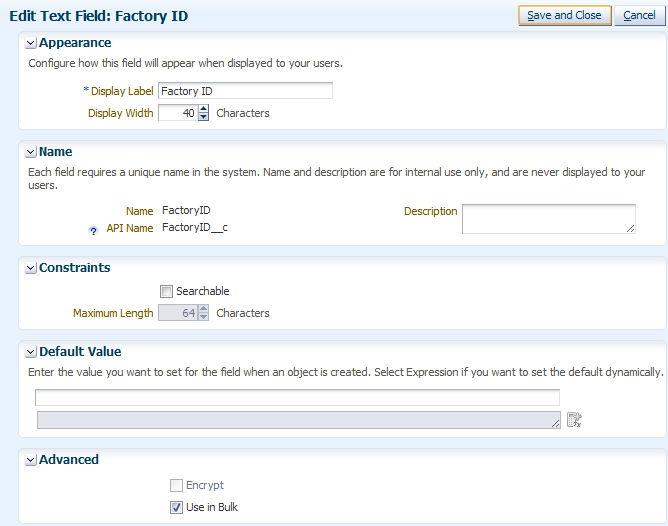 Edit Text Field: Factory ID
Save and Close
Cancel
Appearance
Configure how this field will appear when displayed to your users.
* Display Label Factory ID
Display Width 40 Characters
Name
Each field requires a unique name in the system. Name and description are for internal use only, and are never displayed to your
users.
Name FactoryID
Description
? API Name FactoryID__c
Constraints
Searchable
Maximum Length 64 Characters
Default Value
Enter the value you want to set for the field when an object is created. Select Expression if you want to set the default dynamically.
Advanced
Encrypt
Use in Bulk